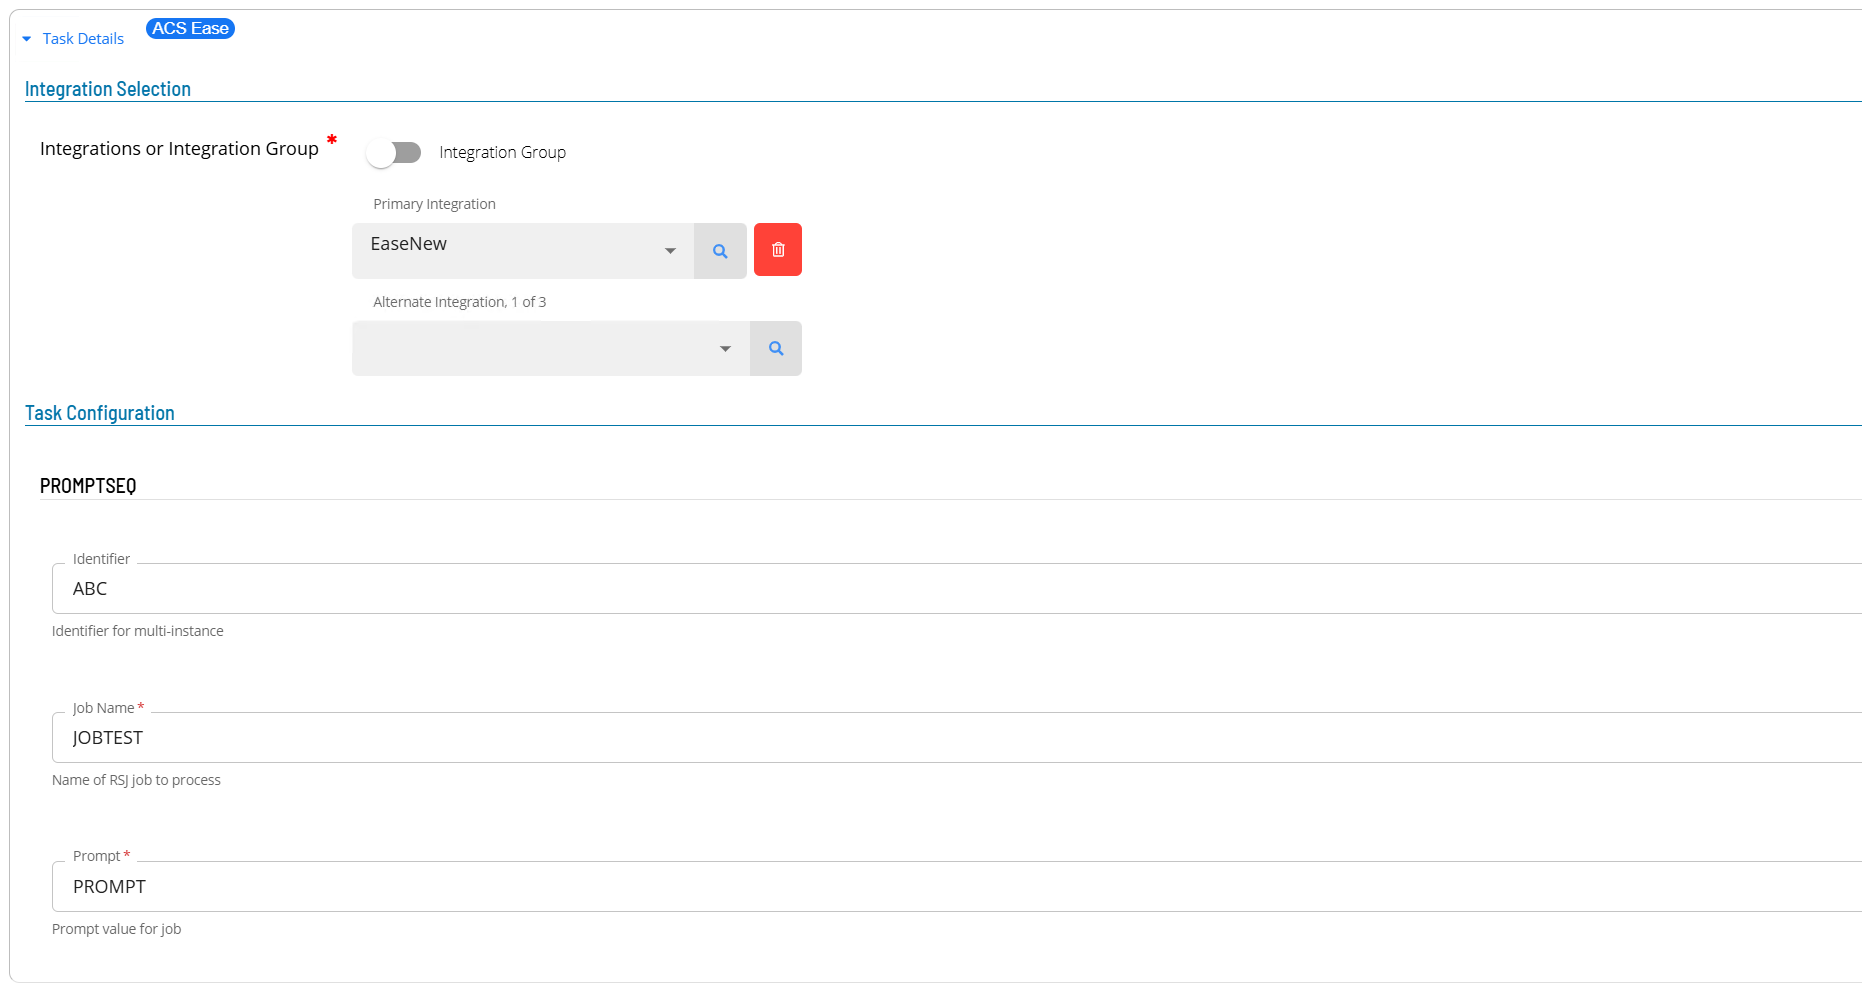 Task Details
ACS Ease
Integration Selection
Integrations or Integration Group *
Integration Group
Primary Integration
EaseNew
Alternate Integration, 1 of 3
Task Configuration
PROMPTSEQ
Identifier
ABC
Identifier for multi-instance
Job Name *
JOBTEST
Name of RSJ job to process
Prompt *
PROMPT
Prompt value for job